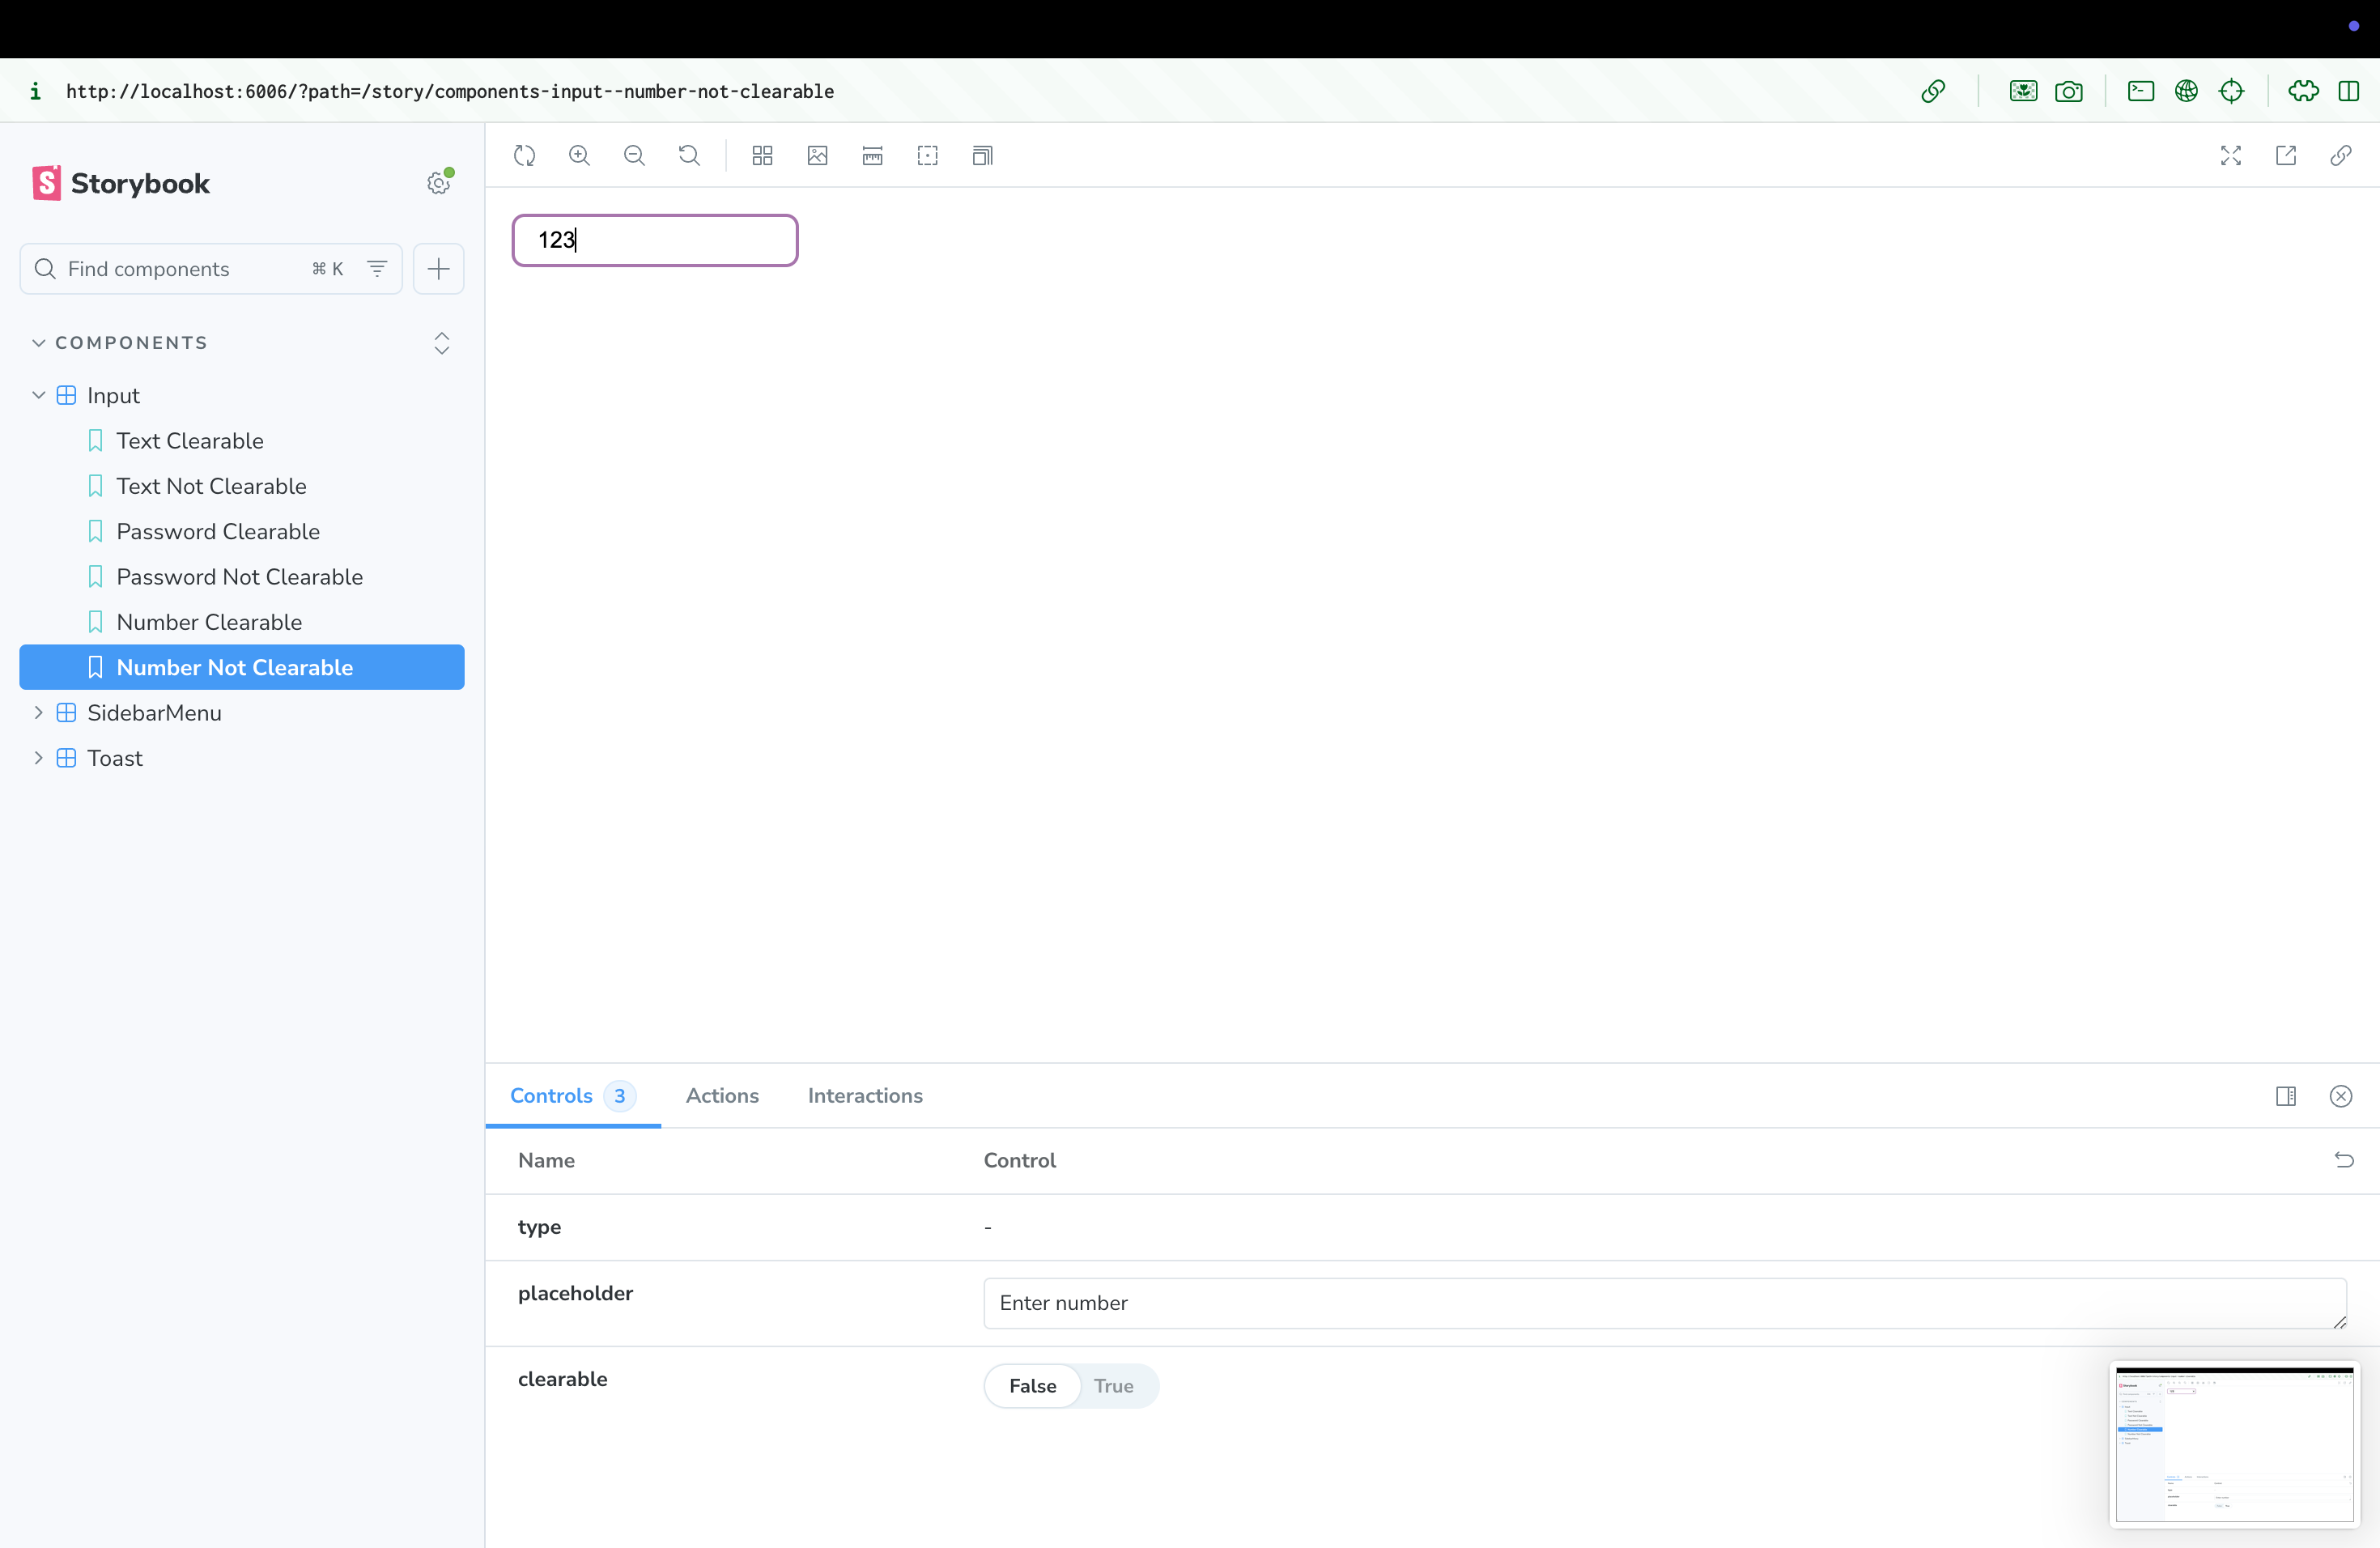 http://localhost:6006/?path=/story/components-input--number-not-clearable
Storybook
Find components ⌘ K
COMPONENTS
Input
Text Clearable
Text Not Clearable
Password Clearable
Password Not Clearable
Number Clearable
Number Not Clearable
SidebarMenu
Toast
123
Controls 3 Actions Interactions
Name Control
type -
placeholder Enter number
clearable False True